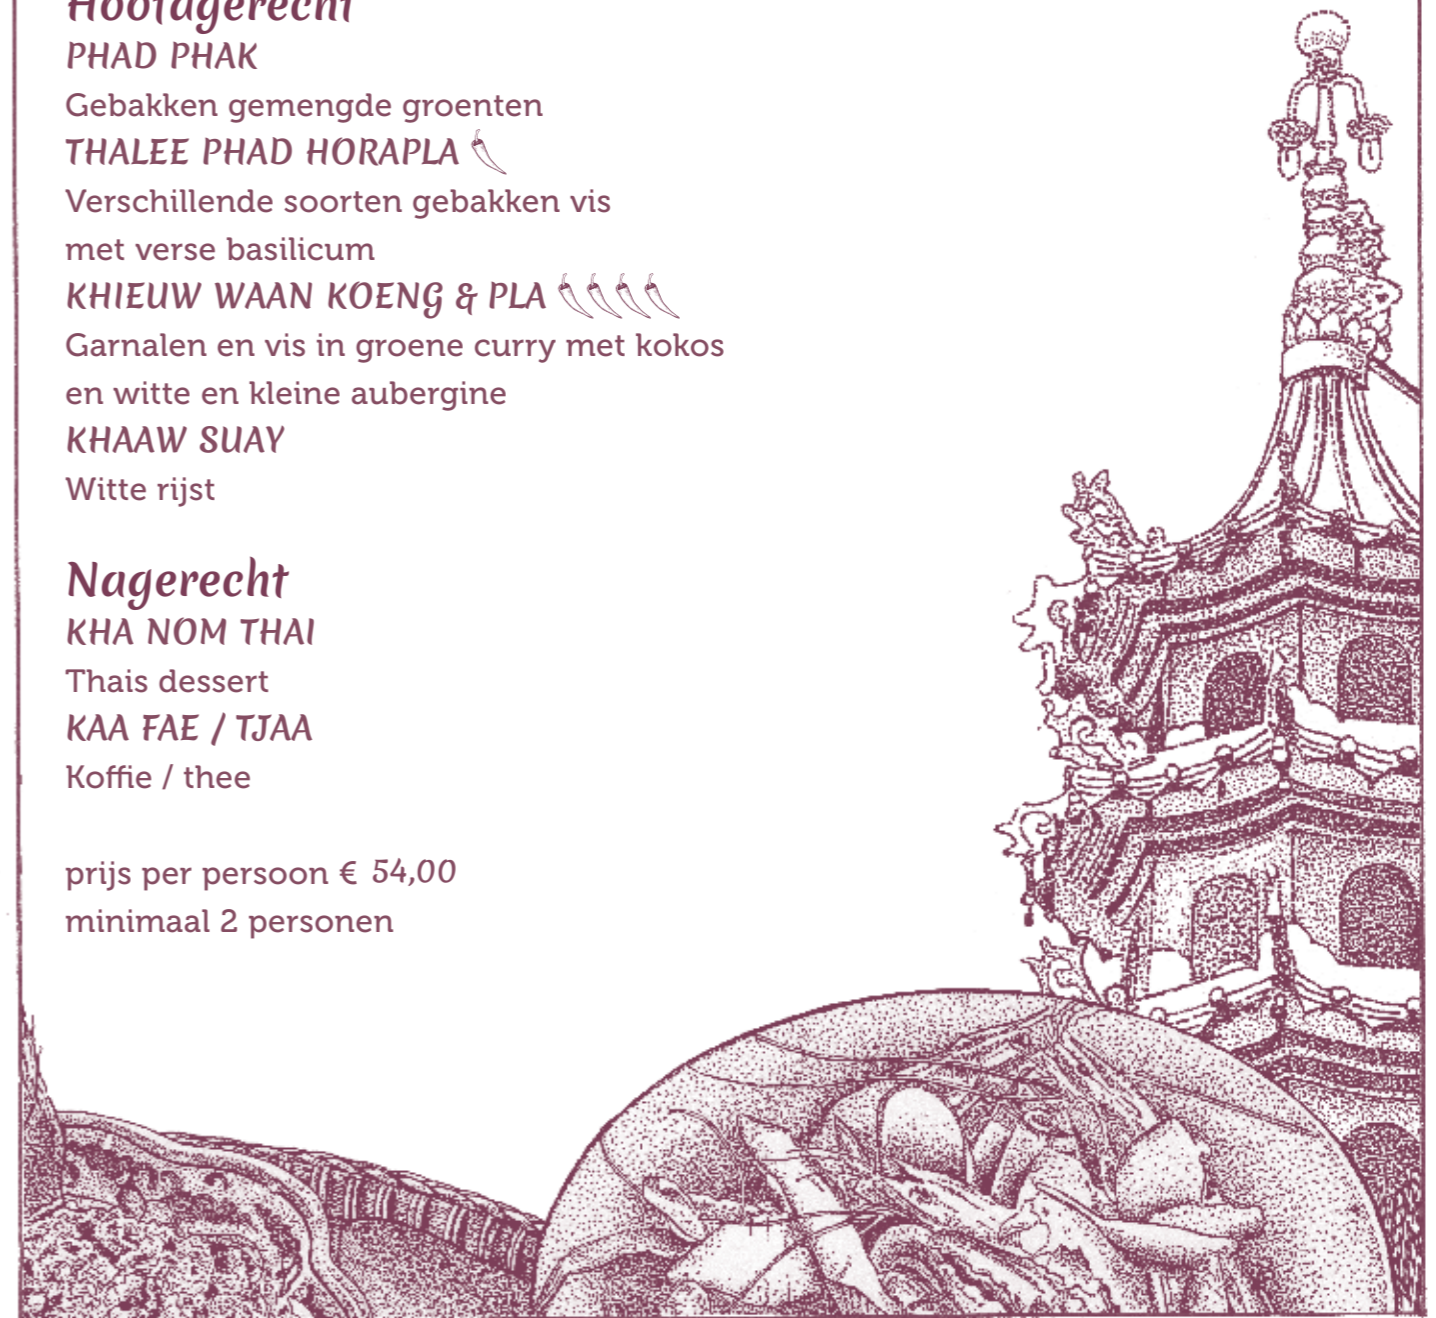 Hoofdgerecht
PHAD PHAK
Gebakken gemengde groenten
THALEE PHAD HORAPLA
Verschillende soorten gebakken vis
met verse basilicum
KHIEUW WAAN KOENG & PLA
Garnalen en vis in groene curry met kokos
en witte en kleine aubergine
KHAAW SUAY
Witte rijst
Nagerecht
KHA NOM THAI
Thais dessert
KAA FAE / TJAA
Koffie / thee
prijs per persoon € 54,00
minimaal 2 personen